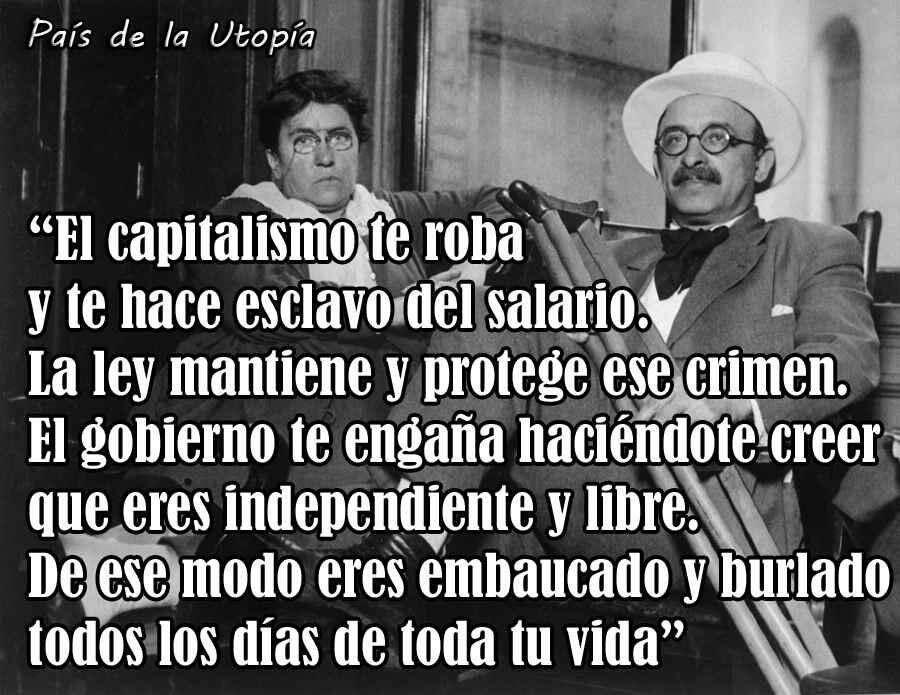 País de la Utopía
“El capitalismo te roba
y te hace esclavo del salario.
La ley mantiene y protege ese crimen.
El gobierno te engaña haciéndote creer
que eres independiente y libre.
De ese modo eres embaucado y burlado
todos los días de toda tu vida”